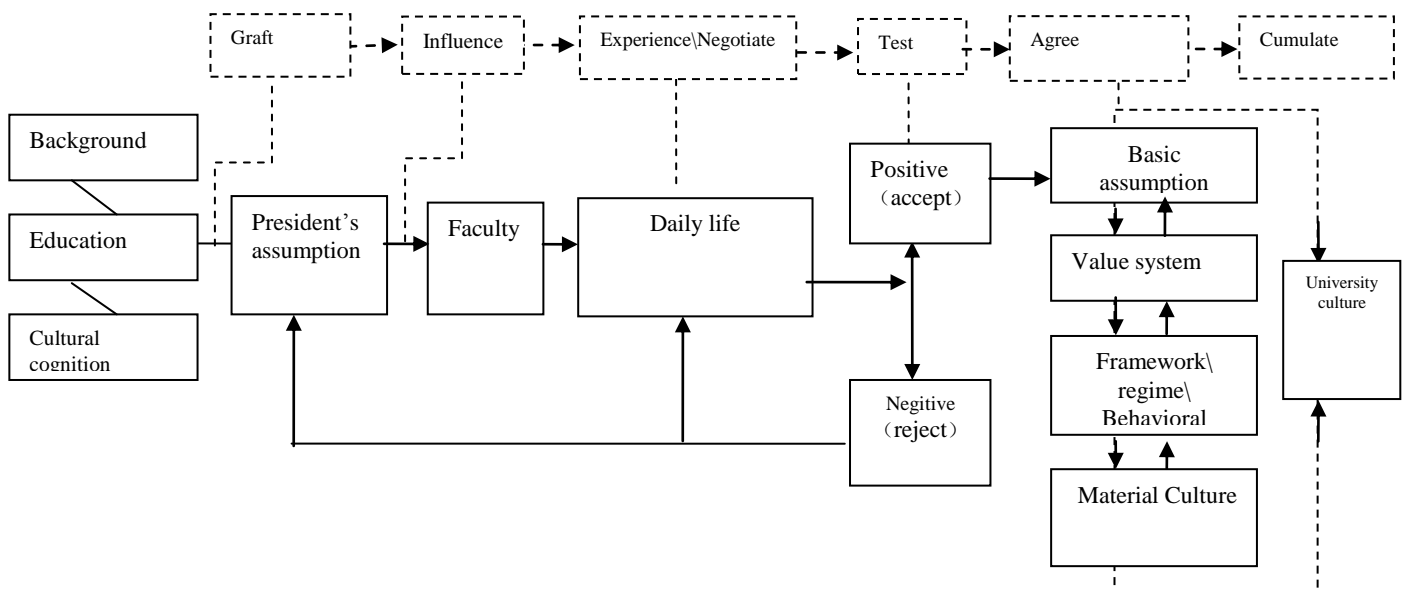 Graft
Influence
Experience\Negotiate
Test
Agree
Cumulate
Background
Education
Cultural
cognition
President’s
assumption
Faculty
Daily life
Positive
（accept）
Negitive
（reject）
Basic
assumption
Value system
Framework\
regime\
Behavioral
Material Culture
University
culture